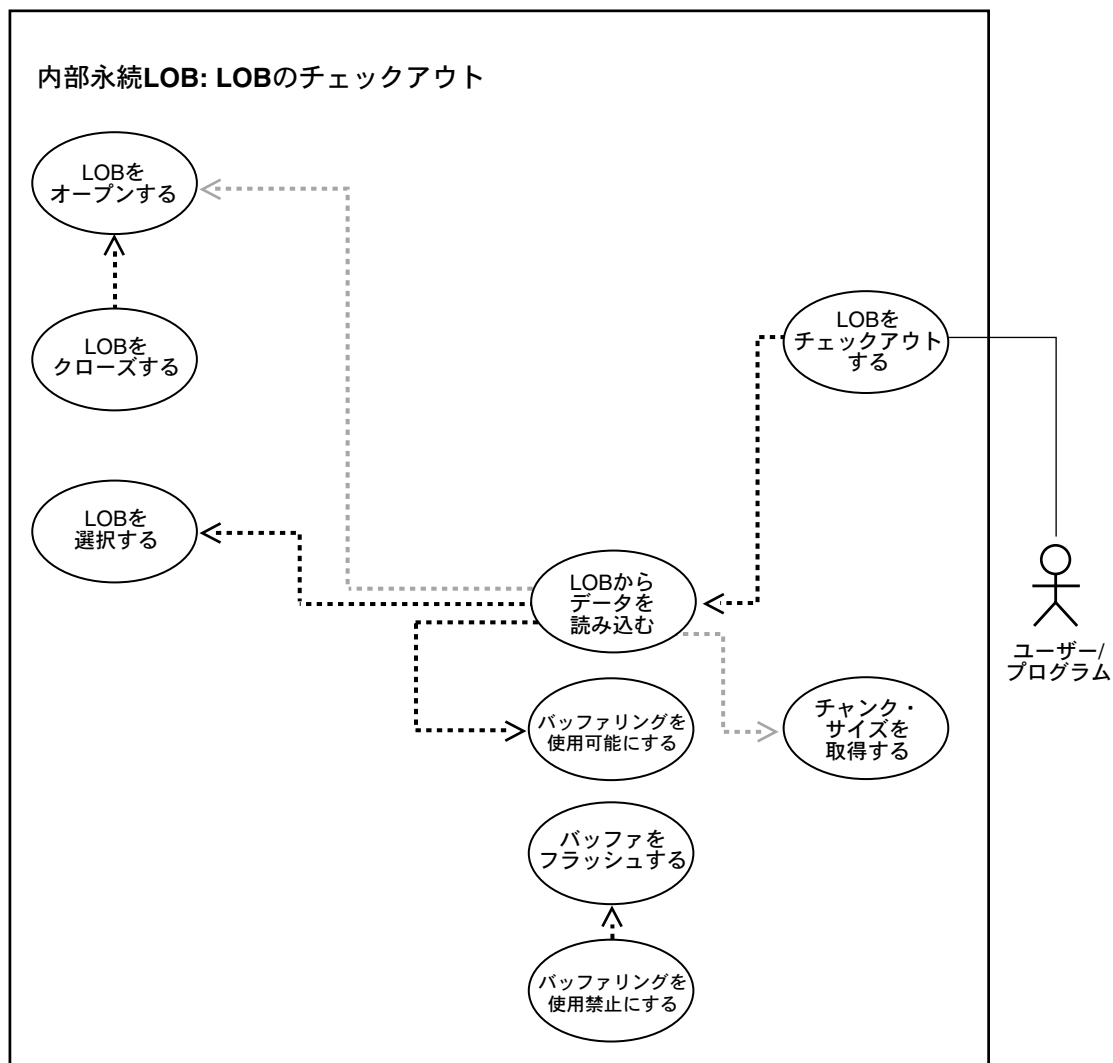 内部永続LOB: LOBのチェックアウト
LOBを
オープンする
LOBを
クローズする
LOBを
チェックアウト
する
LOBを
選択する
LOBから
データを
読み込む
ユーザー/
プログラム
バッファリングを
使用可能にする
チャンク・
サイズを
取得する
バッファを
フラッシュする
バッファリングを
使用禁止にする